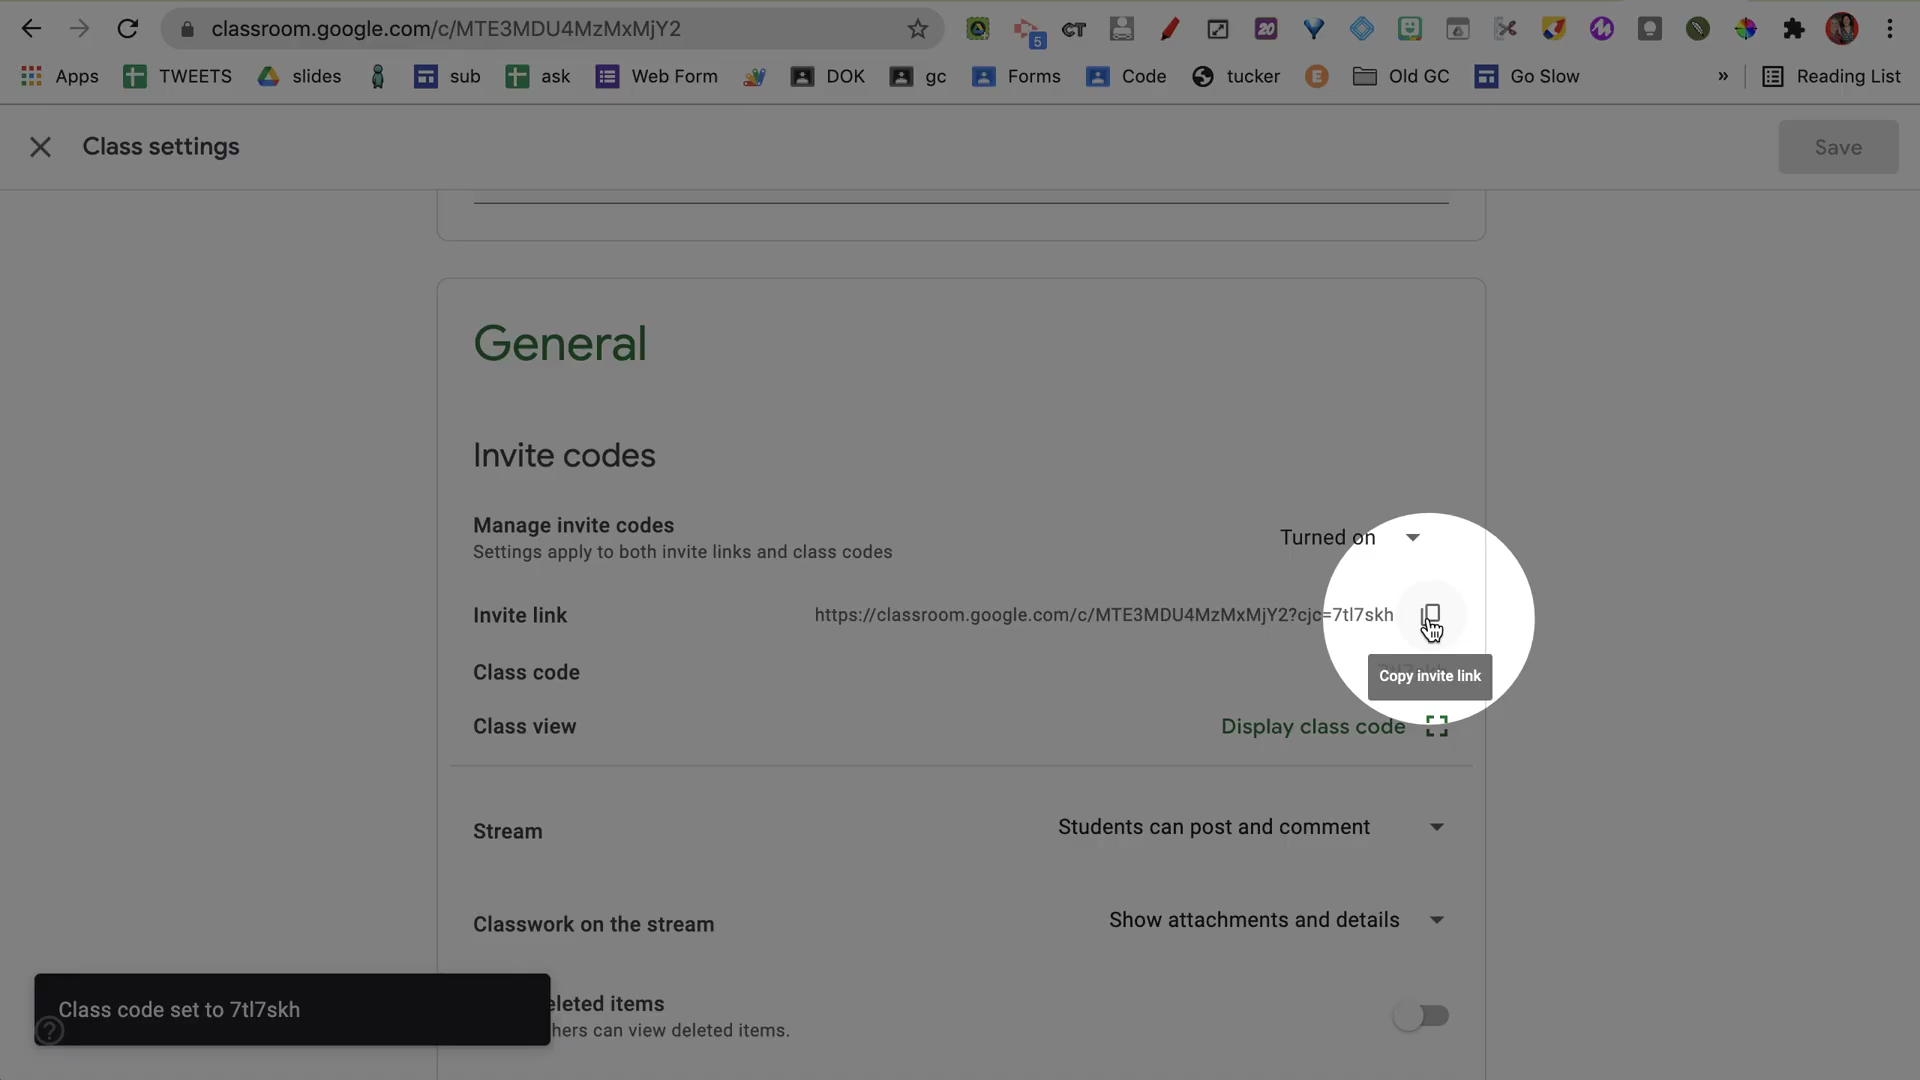 classroom.google.com/c/MTE3MDU4MzMxMjY2
5
CT
20
Apps
TWEETS
slides
sub
ask
Web Form
DOK
gc
Forms
Code
tucker
E
Old GC
Go Slow
»
Reading List
Class settings
Save
General
Invite codes
Manage invite codes
Settings apply to both invite links and class codes
Turned on
Invite link
https://classroom.google.com/c/MTE3MDU4MzMxMjY2?cjc=7tl7skh
Class code
Copy invite link
Class view
Display class code
Stream
Students can post and comment
Classwork on the stream
Show attachments and details
eleted items
hers can view deleted items.
Class code set to 7tl7skh
?